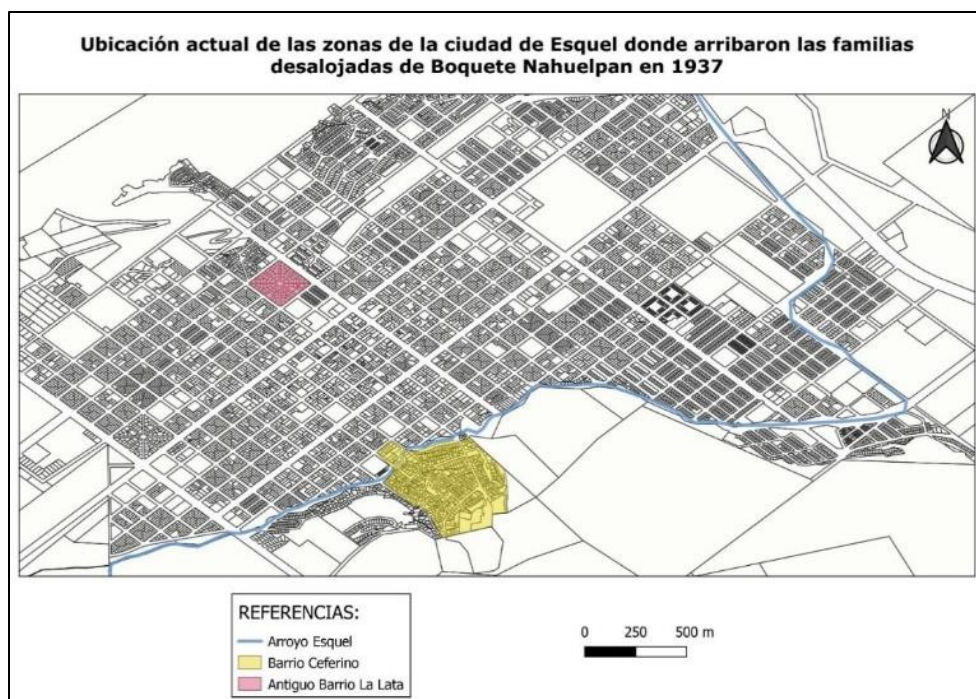 Ubicación actual de las zonas de la ciudad de Esquel donde arribaron las familias
desalojadas de Boquete Nahuelpan en 1937
N
REFERENCIAS:
Arroyo Esquel
Barrio Ceferino
Antiguo Barrio La Lata
0 250 500 m